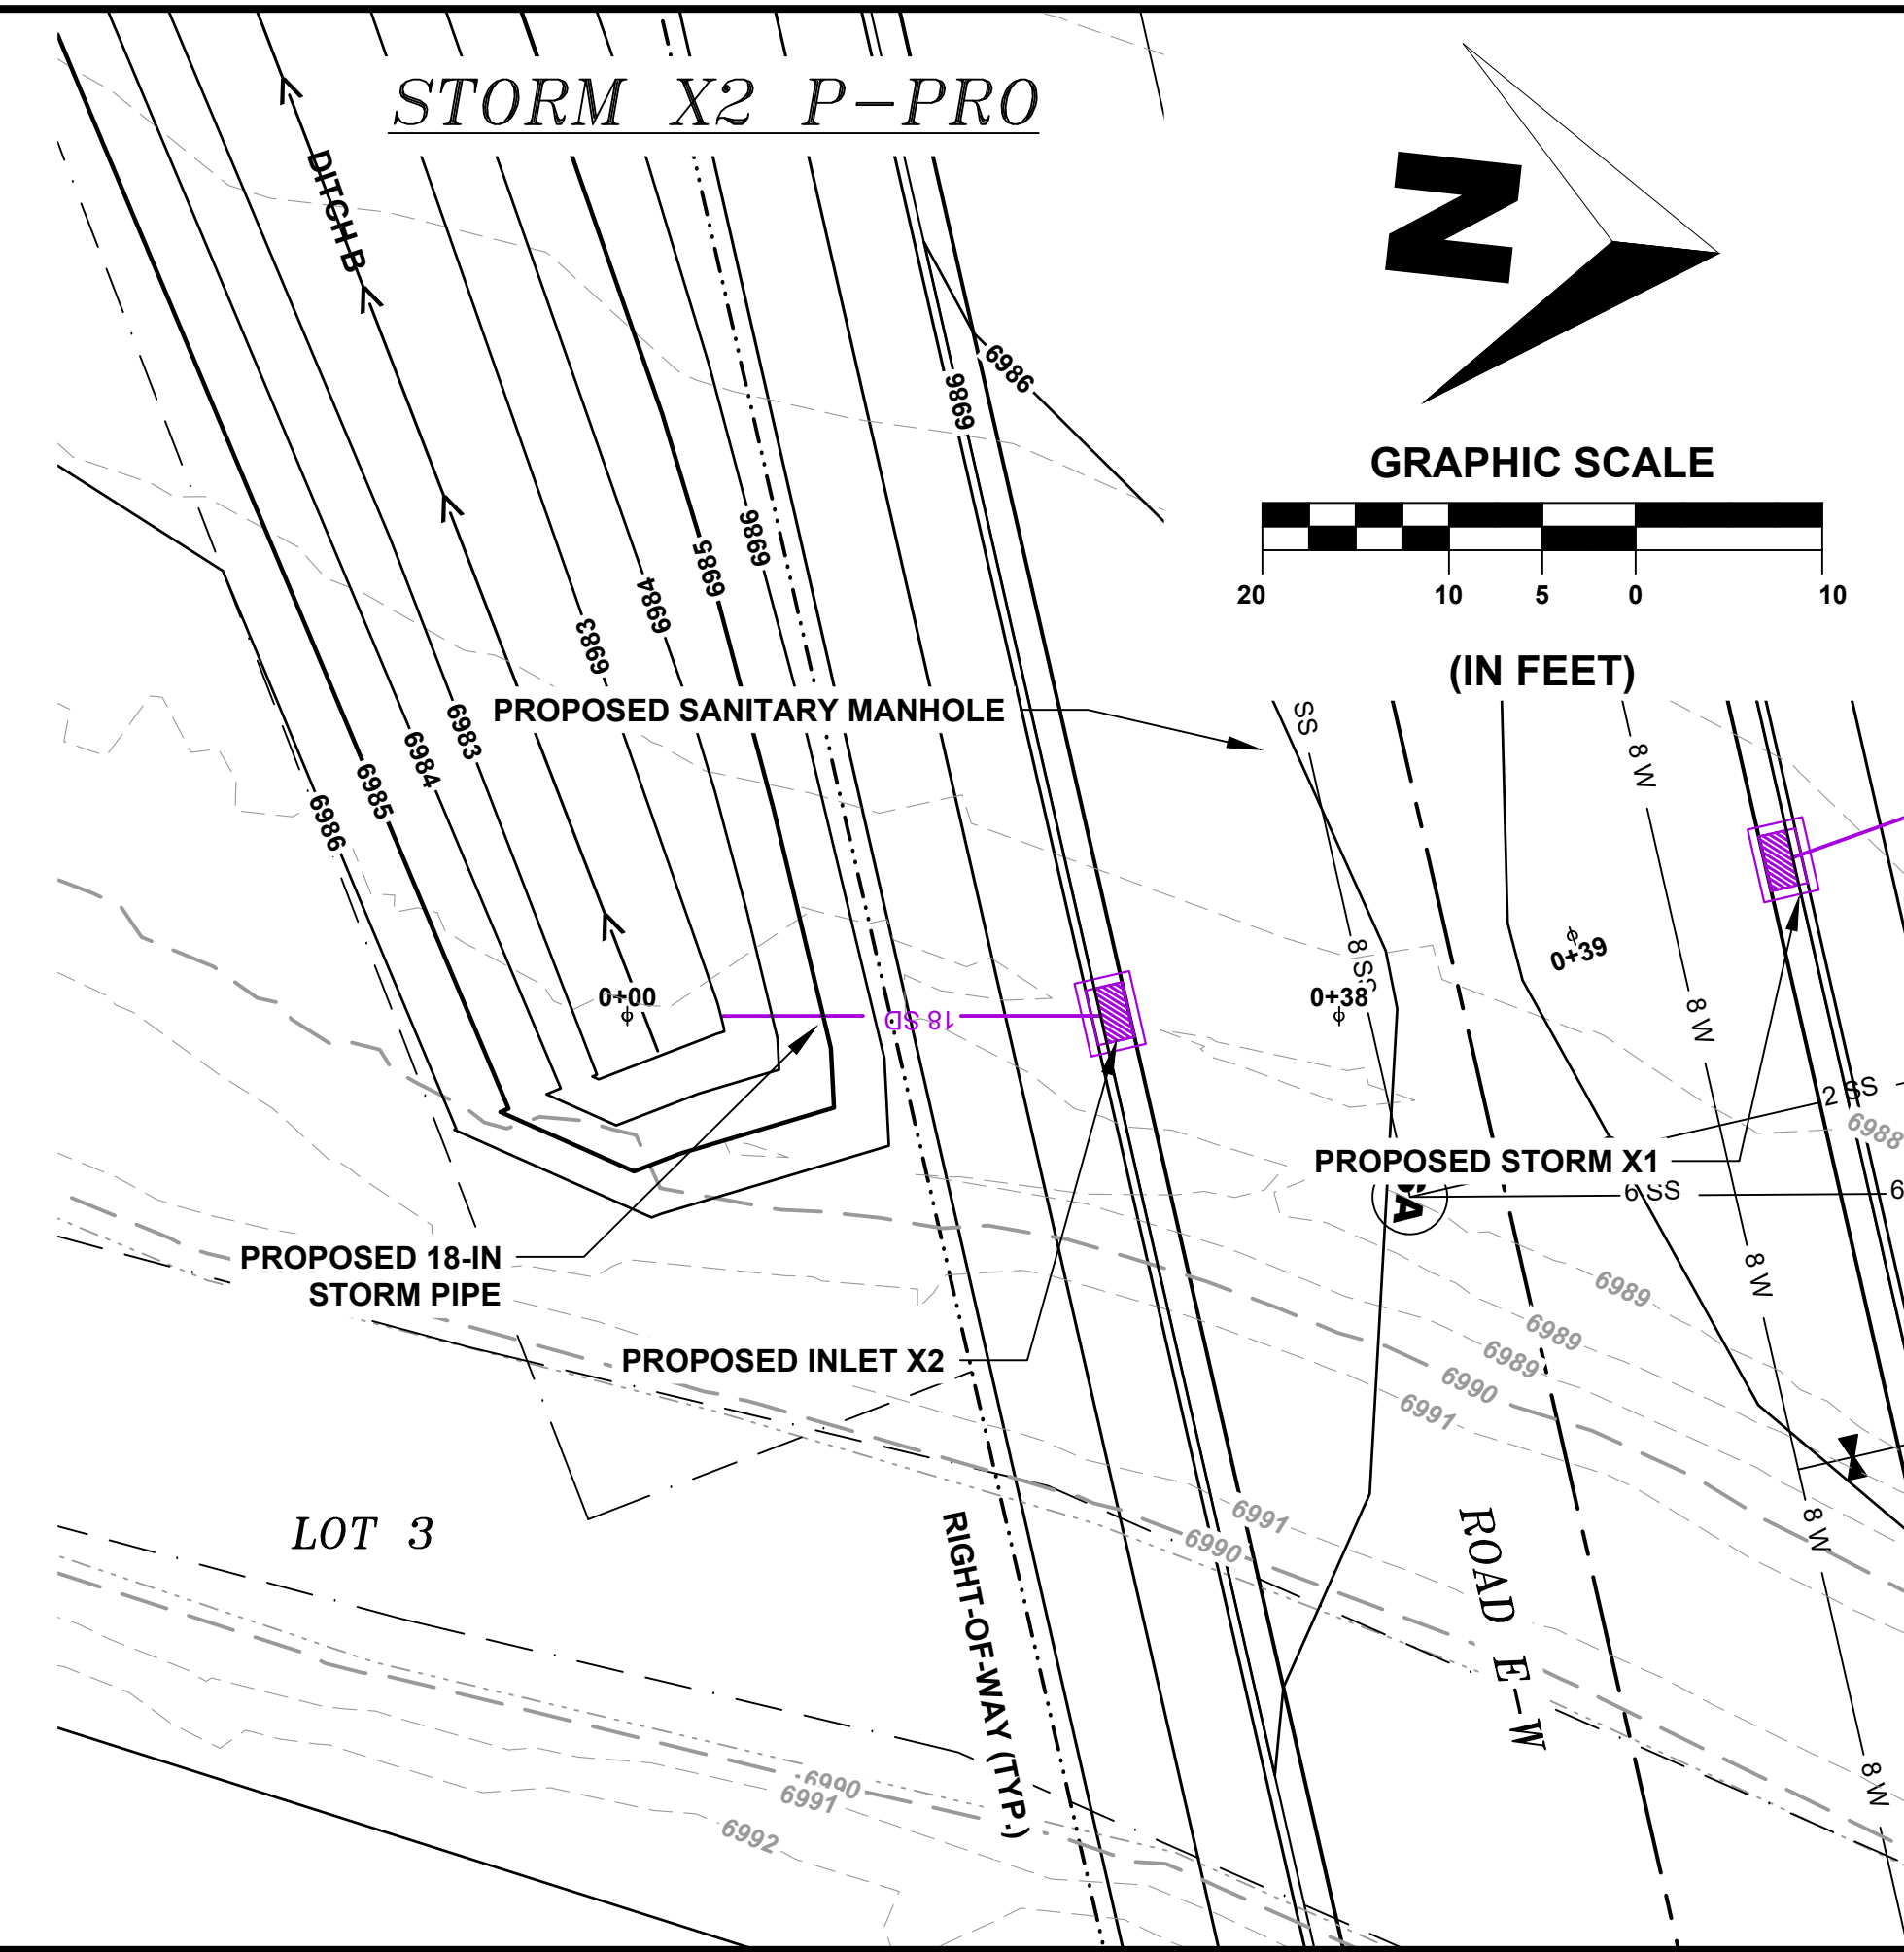 STORM X2 P-PRO
N
DITCH B
6986
6986
GRAPHIC SCALE
20 10 5 0 10
(IN FEET)
6986
6985
6984
6983
PROPOSED SANITARY MANHOLE
SS
8 W
6983
6984
6985
6986
8 SS
0+39
0+00
0+38
18 SD
8 W
2 SS
6988
PROPOSED STORM X1
6 SS
6
8 W
PROPOSED 18-IN
STORM PIPE
6989
6989
6989
6990
6991
PROPOSED INLET X2
LOT 3
RIGHT-OF-WAY (TYP.)
6991
6990
8 W
ROAD E-W
6990
6991
6992
8 W